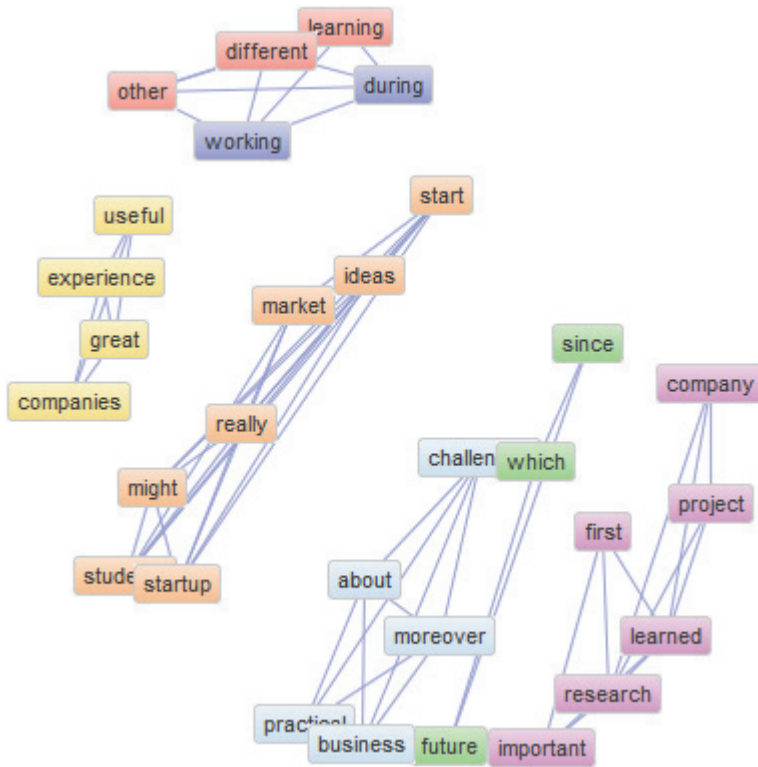 learning
different
other
during
working
start
useful
ideas
experience
market
great
since
companies
company
really
which
might
project
first
about
startup
moreover
learned
research
business
future
important